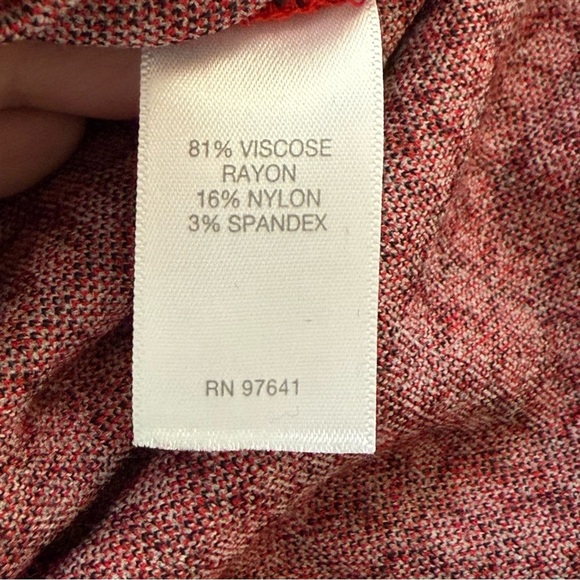 81% VISCOSE
RAYON
16% NYLON
3% SPANDEX
RN 97641